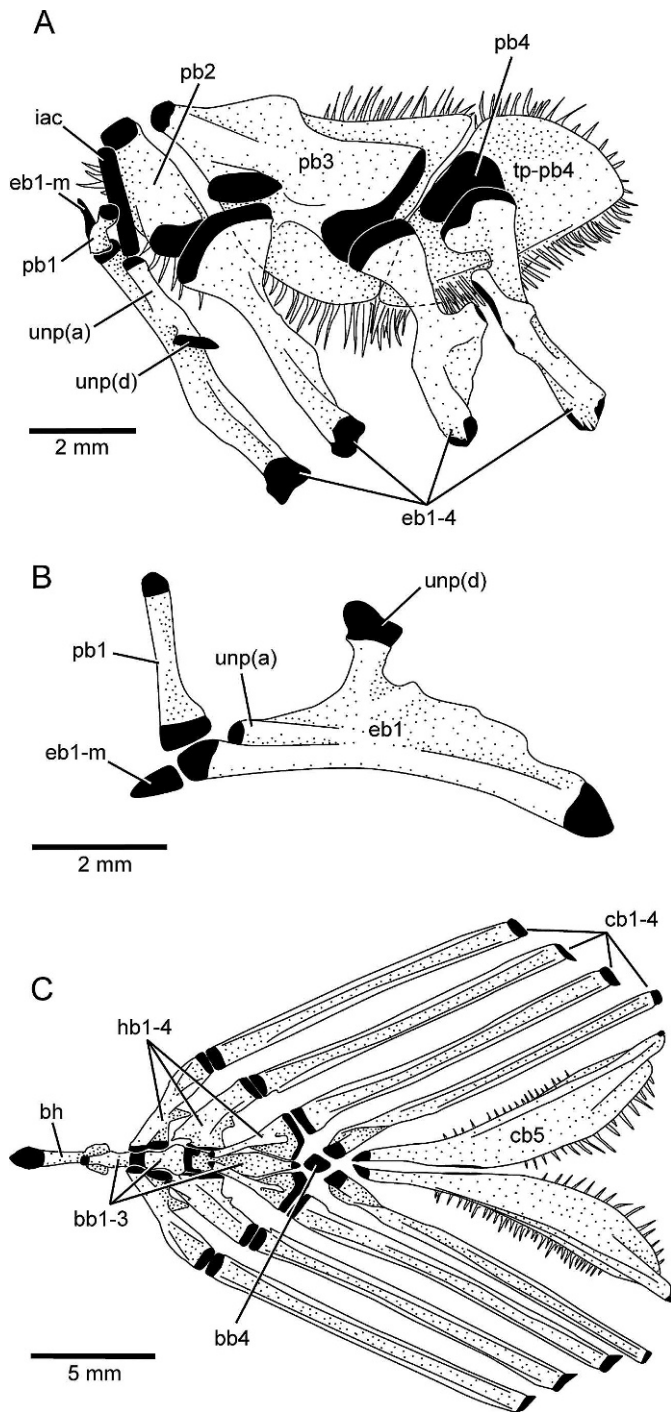 A
pb2
pb4
iac
pb3
tp-pb4
eb1-m
pb1
unp(a)
unp(d)
2 mm
eb1-4
B
unp(d)
pb1
unp(a)
eb1
eb1-m
2 mm
C
cb1-4
hb1-4
bh
cb5
bb1-3
bb4
5 mm